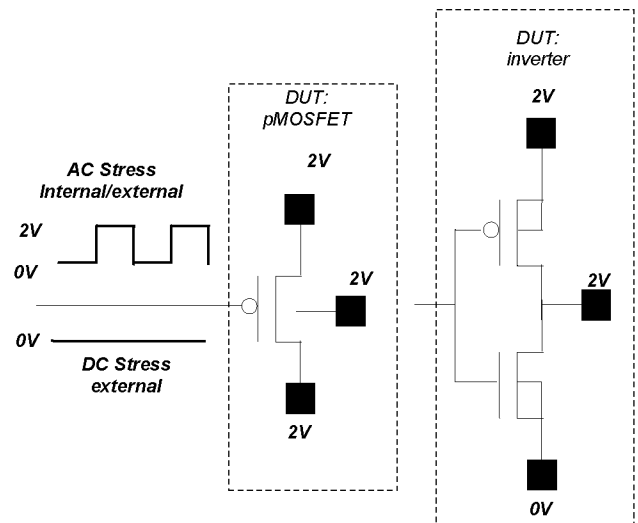 DUT:
inverter
2V
2V
0V
DUT:
pMOSFET
2V
2V
2V
AC Stress
Internal/external
2V
0V
0V
DC Stress
external